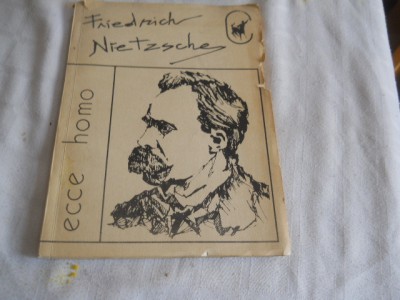 Friedrich
Nietzsche
ecce homo